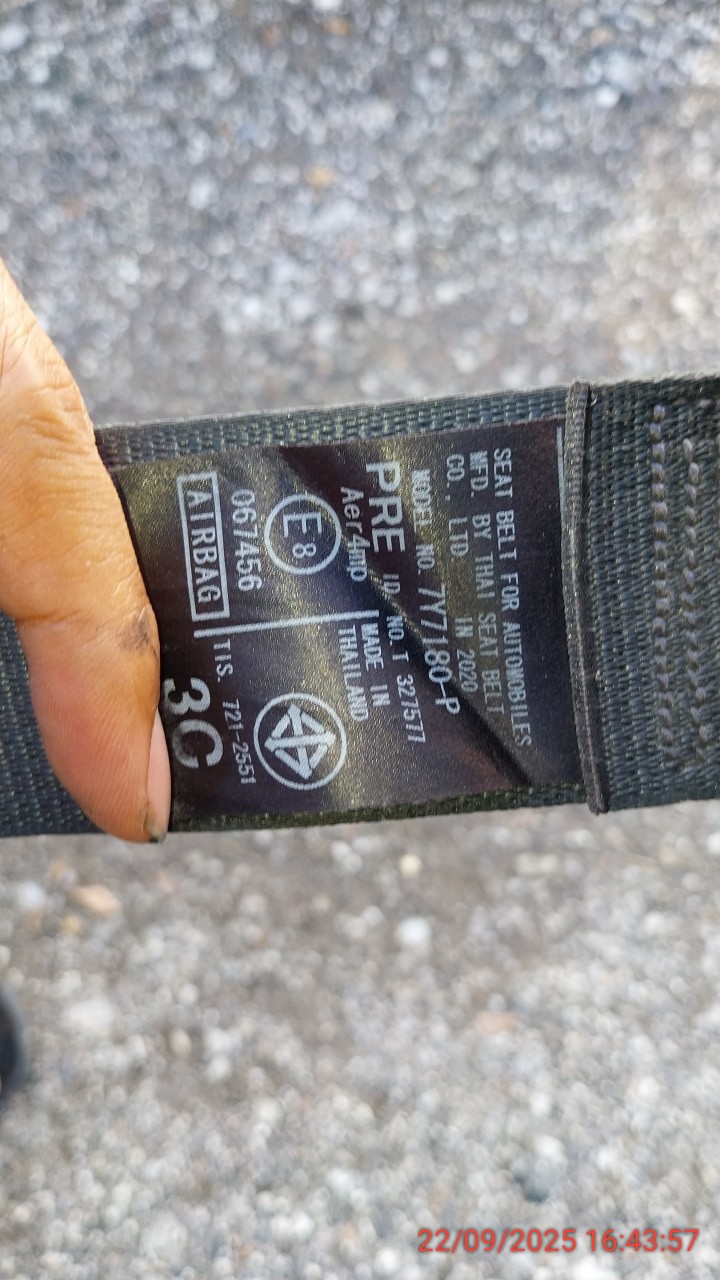 SEAT BELT FOR AUTOMOBILES
MFD. BY THAI SEAT BELT
CO., LTD IN 2020
MODEL NO. 7Y7180-P
PRE ID NO.T 327577
Aer4mp
MADE IN
THAILAND
E8
067456
AIRBAG
TIS. 721-2551
3C
22/09/2025 16:43:57